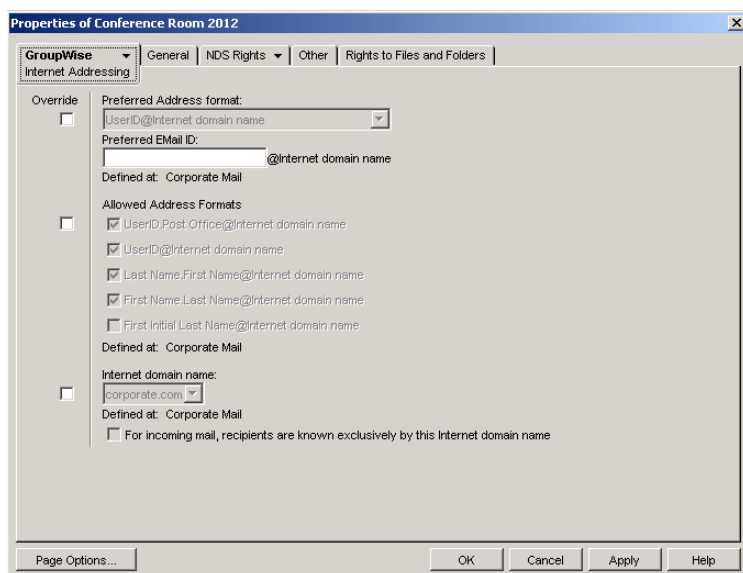 Properties of Conference Room 2012
GroupWise General NDS Rights Other Rights to Files and Folders
Internet Addressing
Override Preferred Address format:
UserID@Internet domain name
Preferred EMail ID:
@Internet domain name
Defined at: Corporate Mail
Allowed Address Formats
UserID.Post Office@Internet domain name
UserID@Internet domain name
Last Name.First Name@Internet domain name
First Name.Last Name@Internet domain name
First Initial Last Name@Internet domain name
Defined at: Corporate Mail
Internet domain name:
corporate.com
Defined at: Corporate Mail
For incoming mail, recipients are known exclusively by this Internet domain name
Page Options... OK Cancel Apply Help